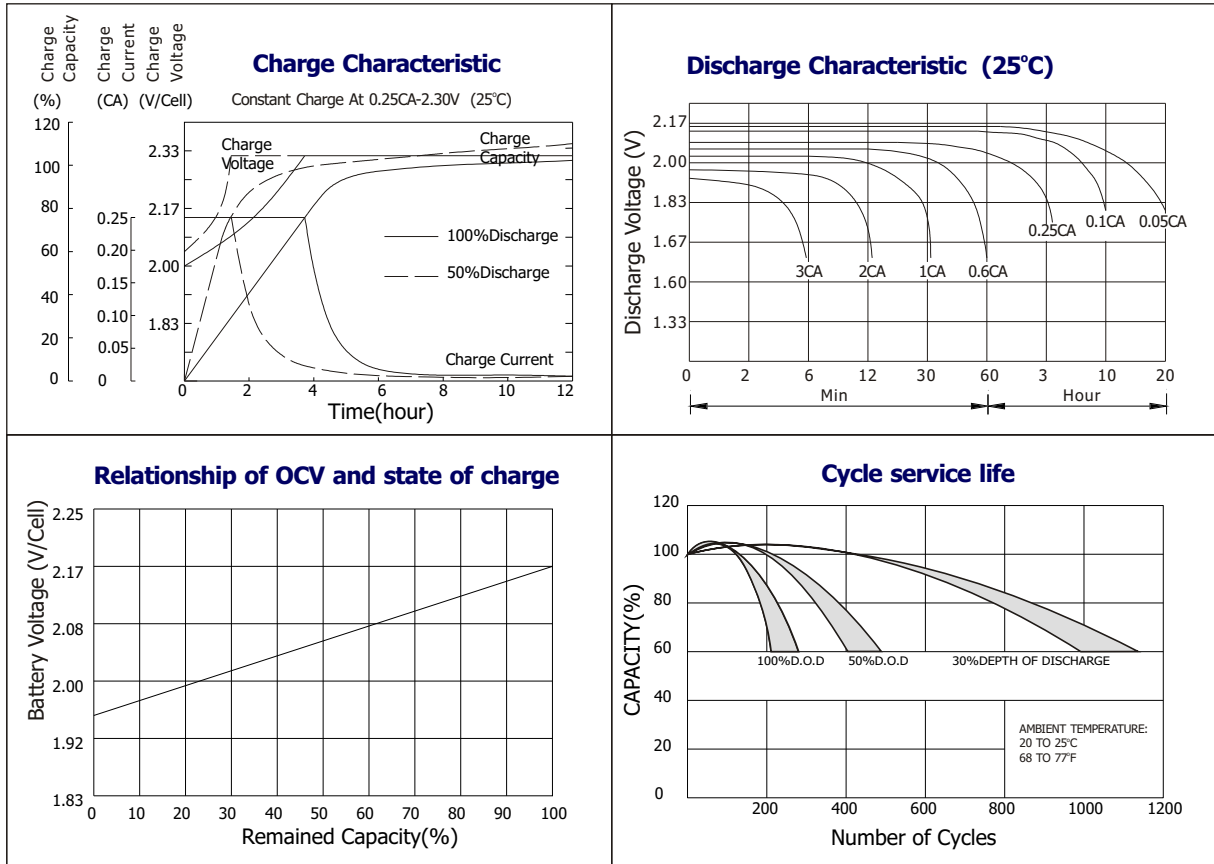 Charge Capacity
Charge Current
Charge Voltage
(%) (CA) (V/Cell)
Charge Characteristic
Constant Charge At 0.25CA-2.30V (25°C)
120
100
80
60
40
20
0
0.25
0.20
0.15
0.10
0.05
0
2.33
2.17
2.00
1.83
Charge Voltage
Charge Capacity
100%Discharge
50%Discharge
Charge Current
0 2 4 6 8 10 12
Time(hour)
Discharge Characteristic (25°C)
Discharge Voltage (V)
2.17
2.00
1.83
1.67
1.60
1.33
3CA 2CA 1CA 0.6CA 0.25CA 0.1CA 0.05CA
0 2 6 12 30 60 3 10 20
Min Hour
Relationship of OCV and state of charge
Battery Voltage (V/Cell)
2.25
2.17
2.08
2.00
1.92
1.83
0 10 20 30 40 50 60 70 80 90 100
Remained Capacity(%)
Cycle service life
CAPACITY(%)
120
100
80
60
40
20
0
100%D.O.D 50%D.O.D 30%DEPTH OF DISCHARGE
AMBIENT TEMPERATURE:
20 TO 25°C
68 TO 77°F
200 400 600 800 1000 1200
Number of Cycles